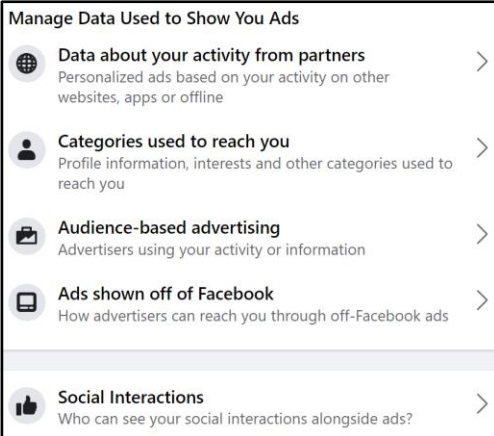 Manage Data Used to Show You Ads
Data about your activity from partners
Personalized ads based on your activity on other
websites, apps or offline
Categories used to reach you
Profile information, interests and other categories used to
reach you
Audience-based advertising
Advertisers using your activity or information
Ads shown off of Facebook
How advertisers can reach you through off-Facebook ads
Social Interactions
Who can see your social interactions alongside ads?